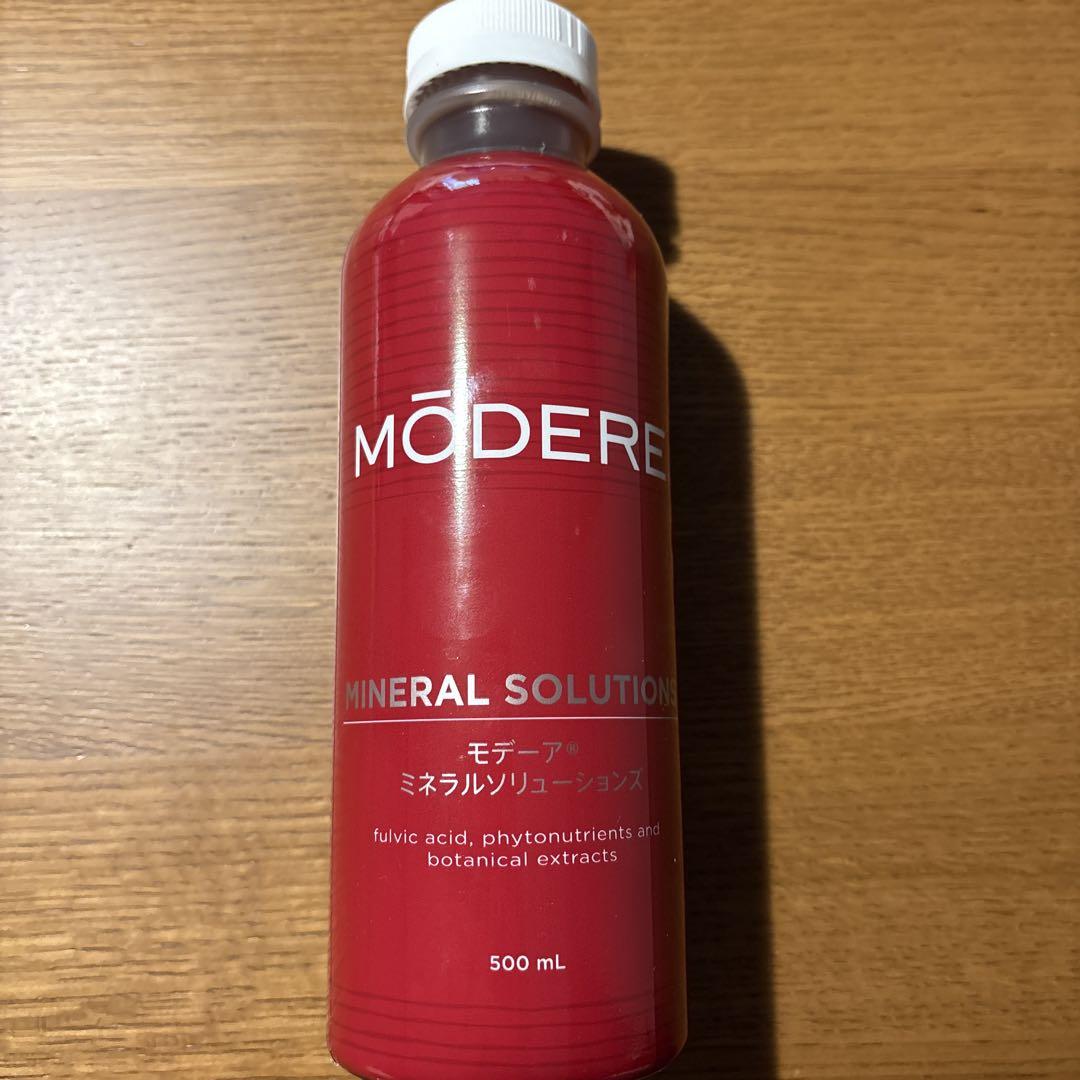 MŌDERE
MINERAL SOLUTIONS
モデーア®
ミネラルソリューションズ
fulvic acid, phytonutrients and
botanical extracts
500 mL